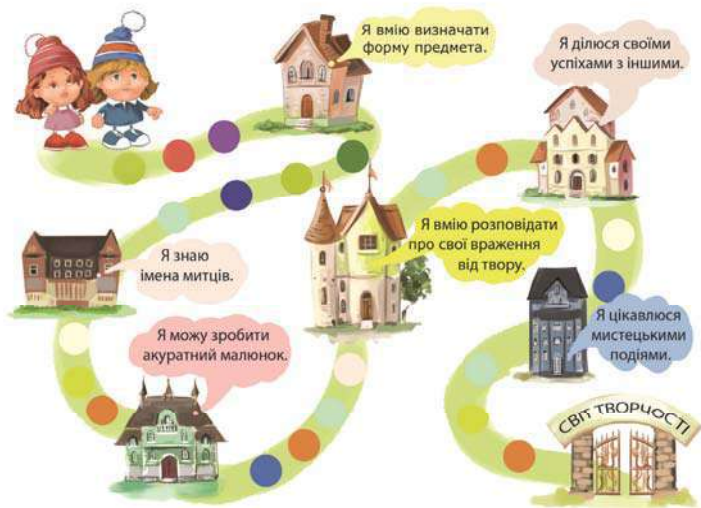 Я вмію визначати
форму предмета.
Я ділюся своїми
успіхами з іншими.
Я знаю
імена митців.
Я вмію розповідати
про свої враження
від твору.
Я можу зробити
акуратний малюнок.
Я цікавлюся
мистецькими
подіями.
СВІТ ТВОРЧОСТІ